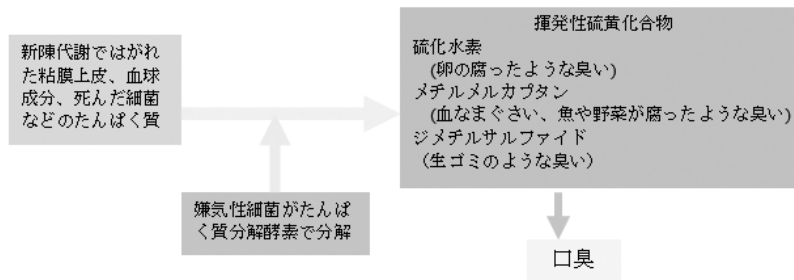 新陳代謝ではがれ
た粘膜上皮、血球
成分、死んだ細菌
などのたんぱく質
嫌気性細菌がたんぱ
く質分解酵素で分解
揮発性硫黄化合物
硫化水素
(卵の腐ったような臭い)
メチルメルカプタン
(血なまぐさい、魚や野菜が腐ったような臭い)
ジメチルサルファイド
(生ゴミのような臭い)
口臭